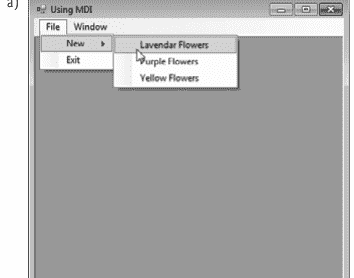 a)
Using MDI
File Window
New Lavendar Flowers
Exit Purple Flowers
Yellow Flowers